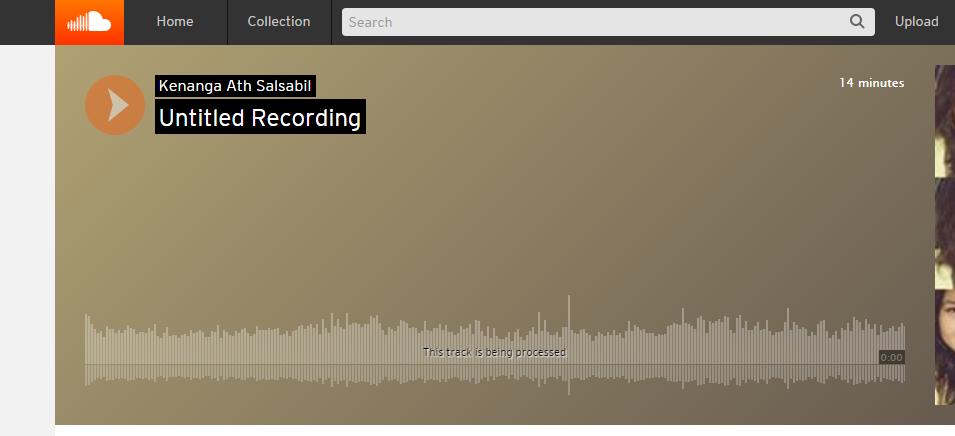 Home Collection Search Upload
Kenanga Ath Salsabil 14 minutes
Untitled Recording
This track is being processed
0:00